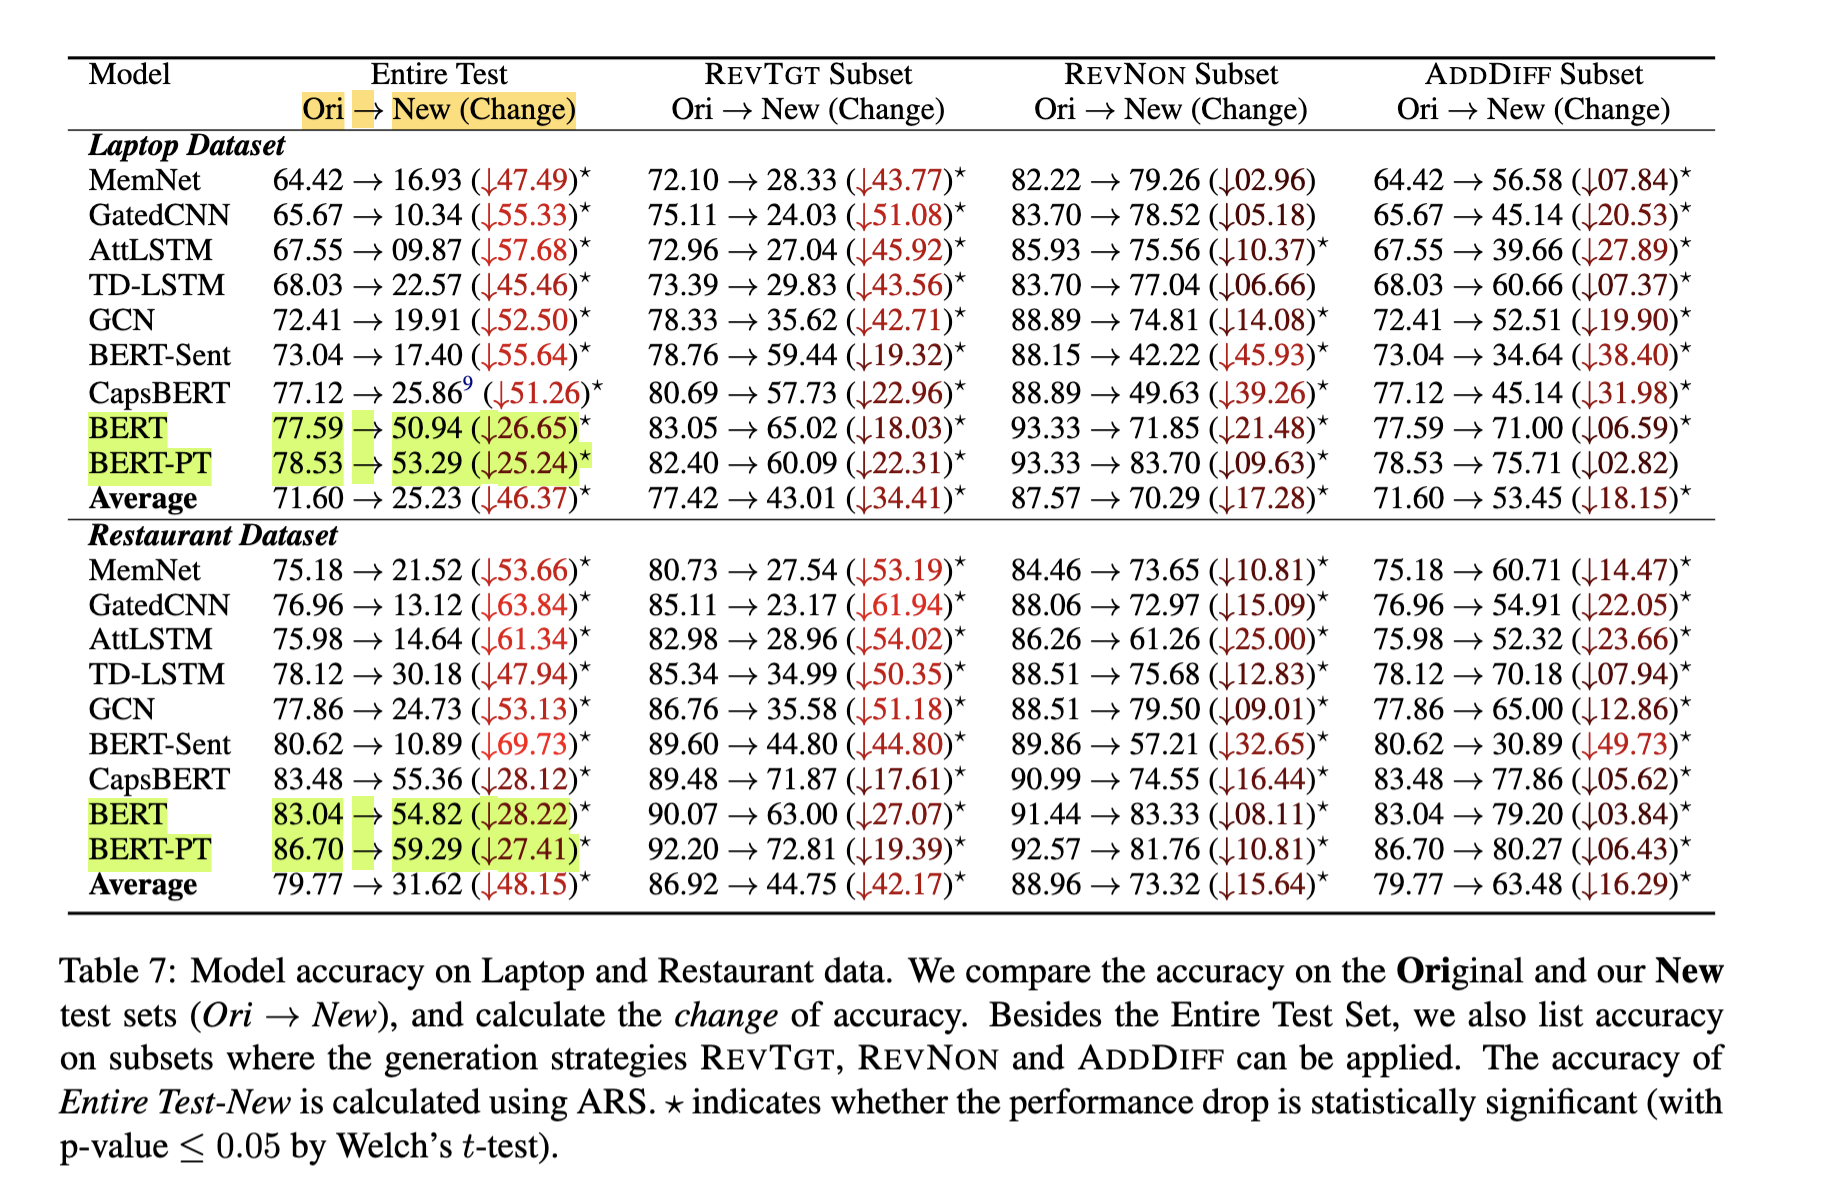 Model Entire Test REVTGT Subset REVNON Subset ADDDIFF Subset
Ori → New (Change) Ori → New (Change) Ori → New (Change) Ori → New (Change)
Laptop Dataset
MemNet 64.42 → 16.93 (↓47.49)* 72.10 → 28.33 (↓43.77)* 82.22 → 79.26 (↓02.96) 64.42 → 56.58 (↓07.84)*
GatedCNN 65.67 → 10.34 (↓55.33)* 75.11 → 24.03 (↓51.08)* 83.70 → 78.52 (↓05.18) 65.67 → 45.14 (↓20.53)*
AttLSTM 67.55 → 09.87 (↓57.68)* 72.96 → 27.04 (↓45.92)* 85.93 → 75.56 (↓10.37)* 67.55 → 39.66 (↓27.89)*
TD-LSTM 68.03 → 22.57 (↓45.46)* 73.39 → 29.83 (↓43.56)* 83.70 → 77.04 (↓06.66) 68.03 → 60.66 (↓07.37)*
GCN 72.41 → 19.91 (↓52.50)* 78.33 → 35.62 (↓42.71)* 88.89 → 74.81 (↓14.08)* 72.41 → 52.51 (↓19.90)*
BERT-Sent 73.04 → 17.40 (↓55.64)* 78.76 → 59.44 (↓19.32)* 88.15 → 42.22 (↓45.93)* 73.04 → 34.64 (↓38.40)*
CapsBERT 77.12 → 25.86⁹ (↓51.26)* 80.69 → 57.73 (↓22.96)* 88.89 → 49.63 (↓39.26)* 77.12 → 45.14 (↓31.98)*
BERT 77.59 → 50.94 (↓26.65)* 83.05 → 65.02 (↓18.03)* 93.33 → 71.85 (↓21.48)* 77.59 → 71.00 (↓06.59)*
BERT-PT 78.53 → 53.29 (↓25.24)* 82.40 → 60.09 (↓22.31)* 93.33 → 83.70 (↓09.63)* 78.53 → 75.71 (↓02.82)
Average 71.60 → 25.23 (↓46.37)* 77.42 → 43.01 (↓34.41)* 87.57 → 70.29 (↓17.28)* 71.60 → 53.45 (↓18.15)*
Restaurant Dataset
MemNet 75.18 → 21.52 (↓53.66)* 80.73 → 27.54 (↓53.19)* 84.46 → 73.65 (↓10.81)* 75.18 → 60.71 (↓14.47)*
GatedCNN 76.96 → 13.12 (↓63.84)* 85.11 → 23.17 (↓61.94)* 88.06 → 72.97 (↓15.09)* 76.96 → 54.91 (↓22.05)*
AttLSTM 75.98 → 14.64 (↓61.34)* 82.98 → 28.96 (↓54.02)* 86.26 → 61.26 (↓25.00)* 75.98 → 52.32 (↓23.66)*
TD-LSTM 78.12 → 30.18 (↓47.94)* 85.34 → 34.99 (↓50.35)* 88.51 → 75.68 (↓12.83)* 78.12 → 70.18 (↓07.94)*
GCN 77.86 → 24.73 (↓53.13)* 86.76 → 35.58 (↓51.18)* 88.51 → 79.50 (↓09.01)* 77.86 → 65.00 (↓12.86)*
BERT-Sent 80.62 → 10.89 (↓69.73)* 89.60 → 44.80 (↓44.80)* 89.86 → 57.21 (↓32.65)* 80.62 → 30.89 (↓49.73)*
CapsBERT 83.48 → 55.36 (↓28.12)* 89.48 → 71.87 (↓17.61)* 90.99 → 74.55 (↓16.44)* 83.48 → 77.86 (↓05.62)*
BERT 83.04 → 54.82 (↓28.22)* 90.07 → 63.00 (↓27.07)* 91.44 → 83.33 (↓08.11)* 83.04 → 79.20 (↓03.84)*
BERT-PT 86.70 → 59.29 (↓27.41)* 92.20 → 72.81 (↓19.39)* 92.57 → 81.76 (↓10.81)* 86.70 → 80.27 (↓06.43)*
Average 79.77 → 31.62 (↓48.15)* 86.92 → 44.75 (↓42.17)* 88.96 → 73.32 (↓15.64)* 79.77 → 63.48 (↓16.29)*
Table 7: Model accuracy on Laptop and Restaurant data. We compare the accuracy on the Original and our New
test sets (Ori → New), and calculate the change of accuracy. Besides the Entire Test Set, we also list accuracy
on subsets where the generation strategies REVTGT, REVNON and ADDDIFF can be applied. The accuracy of
Entire Test-New is calculated using ARS. ⋆ indicates whether the performance drop is statistically significant (with
p-value ≤ 0.05 by Welch's t-test).